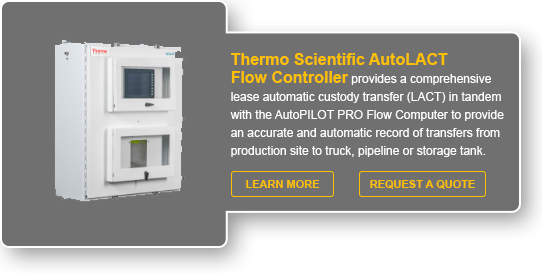 Thermo
Thermo Scientific AutoLACT
Flow Controller provides a comprehensive
lease automatic custody transfer (LACT) in tandem
with the AutoPILOT PRO Flow Computer to provide
an accurate and automatic record of transfers from
production site to truck, pipeline or storage tank.
LEARN MORE
REQUEST A QUOTE